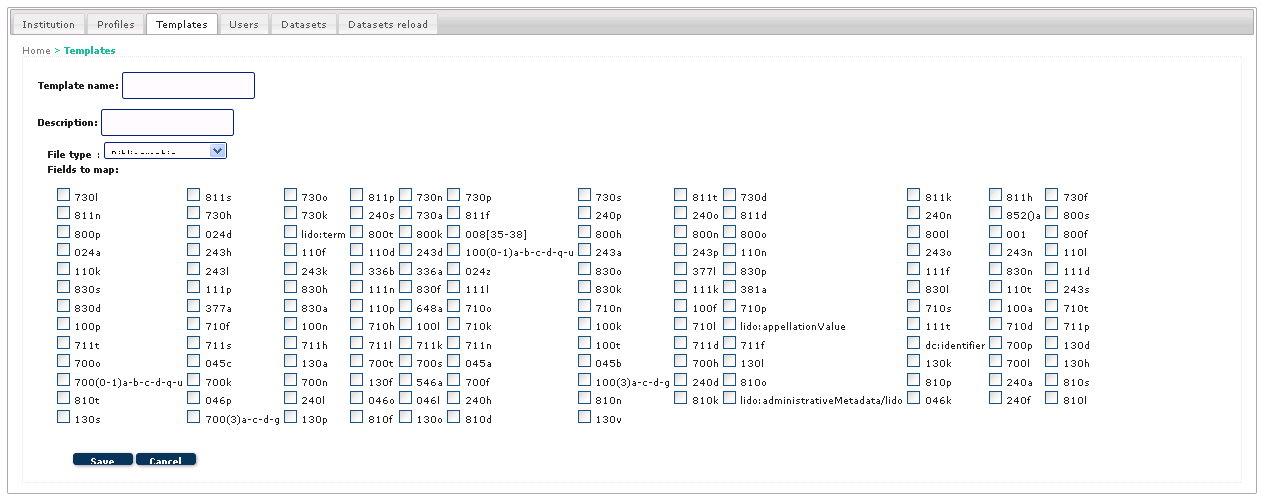 Institution Profiles Templates Users Datasets Datasets reload
Home > Templates
Template name:
Description:
File type : Bibliographic
Fields to map:
730l 811s 730o 811p 730n 730p 730s 811t 730d 811k 811h 730f
811n 730h 730k 240s 730a 811f 240p 240o 811d 240n 852()a 800s
800p 024d lido:term 800t 800k 008[35-38] 800h 800n 800o 800l 001 800f
024a 243h 110f 110d 243d 100(0-1)a-b-c-d-q-u 243a 243p 110n 243o 243n 110l
110k 243l 243k 336b 336a 024z 830o 377l 830p 111f 830n 111d
830s 111p 830h 111n 830f 111l 830k 111k 381a 830l 110t 243s
830d 377a 830a 110p 648a 710o 710n 100f 710p 710s 100a 710t
100p 710f 100n 710h 100l 710k 100k 710l lido:appellationValue 111t 710d 711p
711t 711s 711h 711l 711k 711n 100t 711d 711f dc:identifier 700p 130d
700o 045c 130a 700t 700s 045a 045b 700h 130l 130k 700l 130h
700(0-1)a-b-c-d-q-u 700k 700n 130f 546a 700f 100(3)a-c-d-g 240d 810o 810p 240a 810s
810t 046p 240l 046o 046l 240h 810n 810k lido:administrativeMetadata/lido 046k 240f 810l
130s 700(3)a-c-d-g 130p 810f 130o 810d 130v
Save Cancel